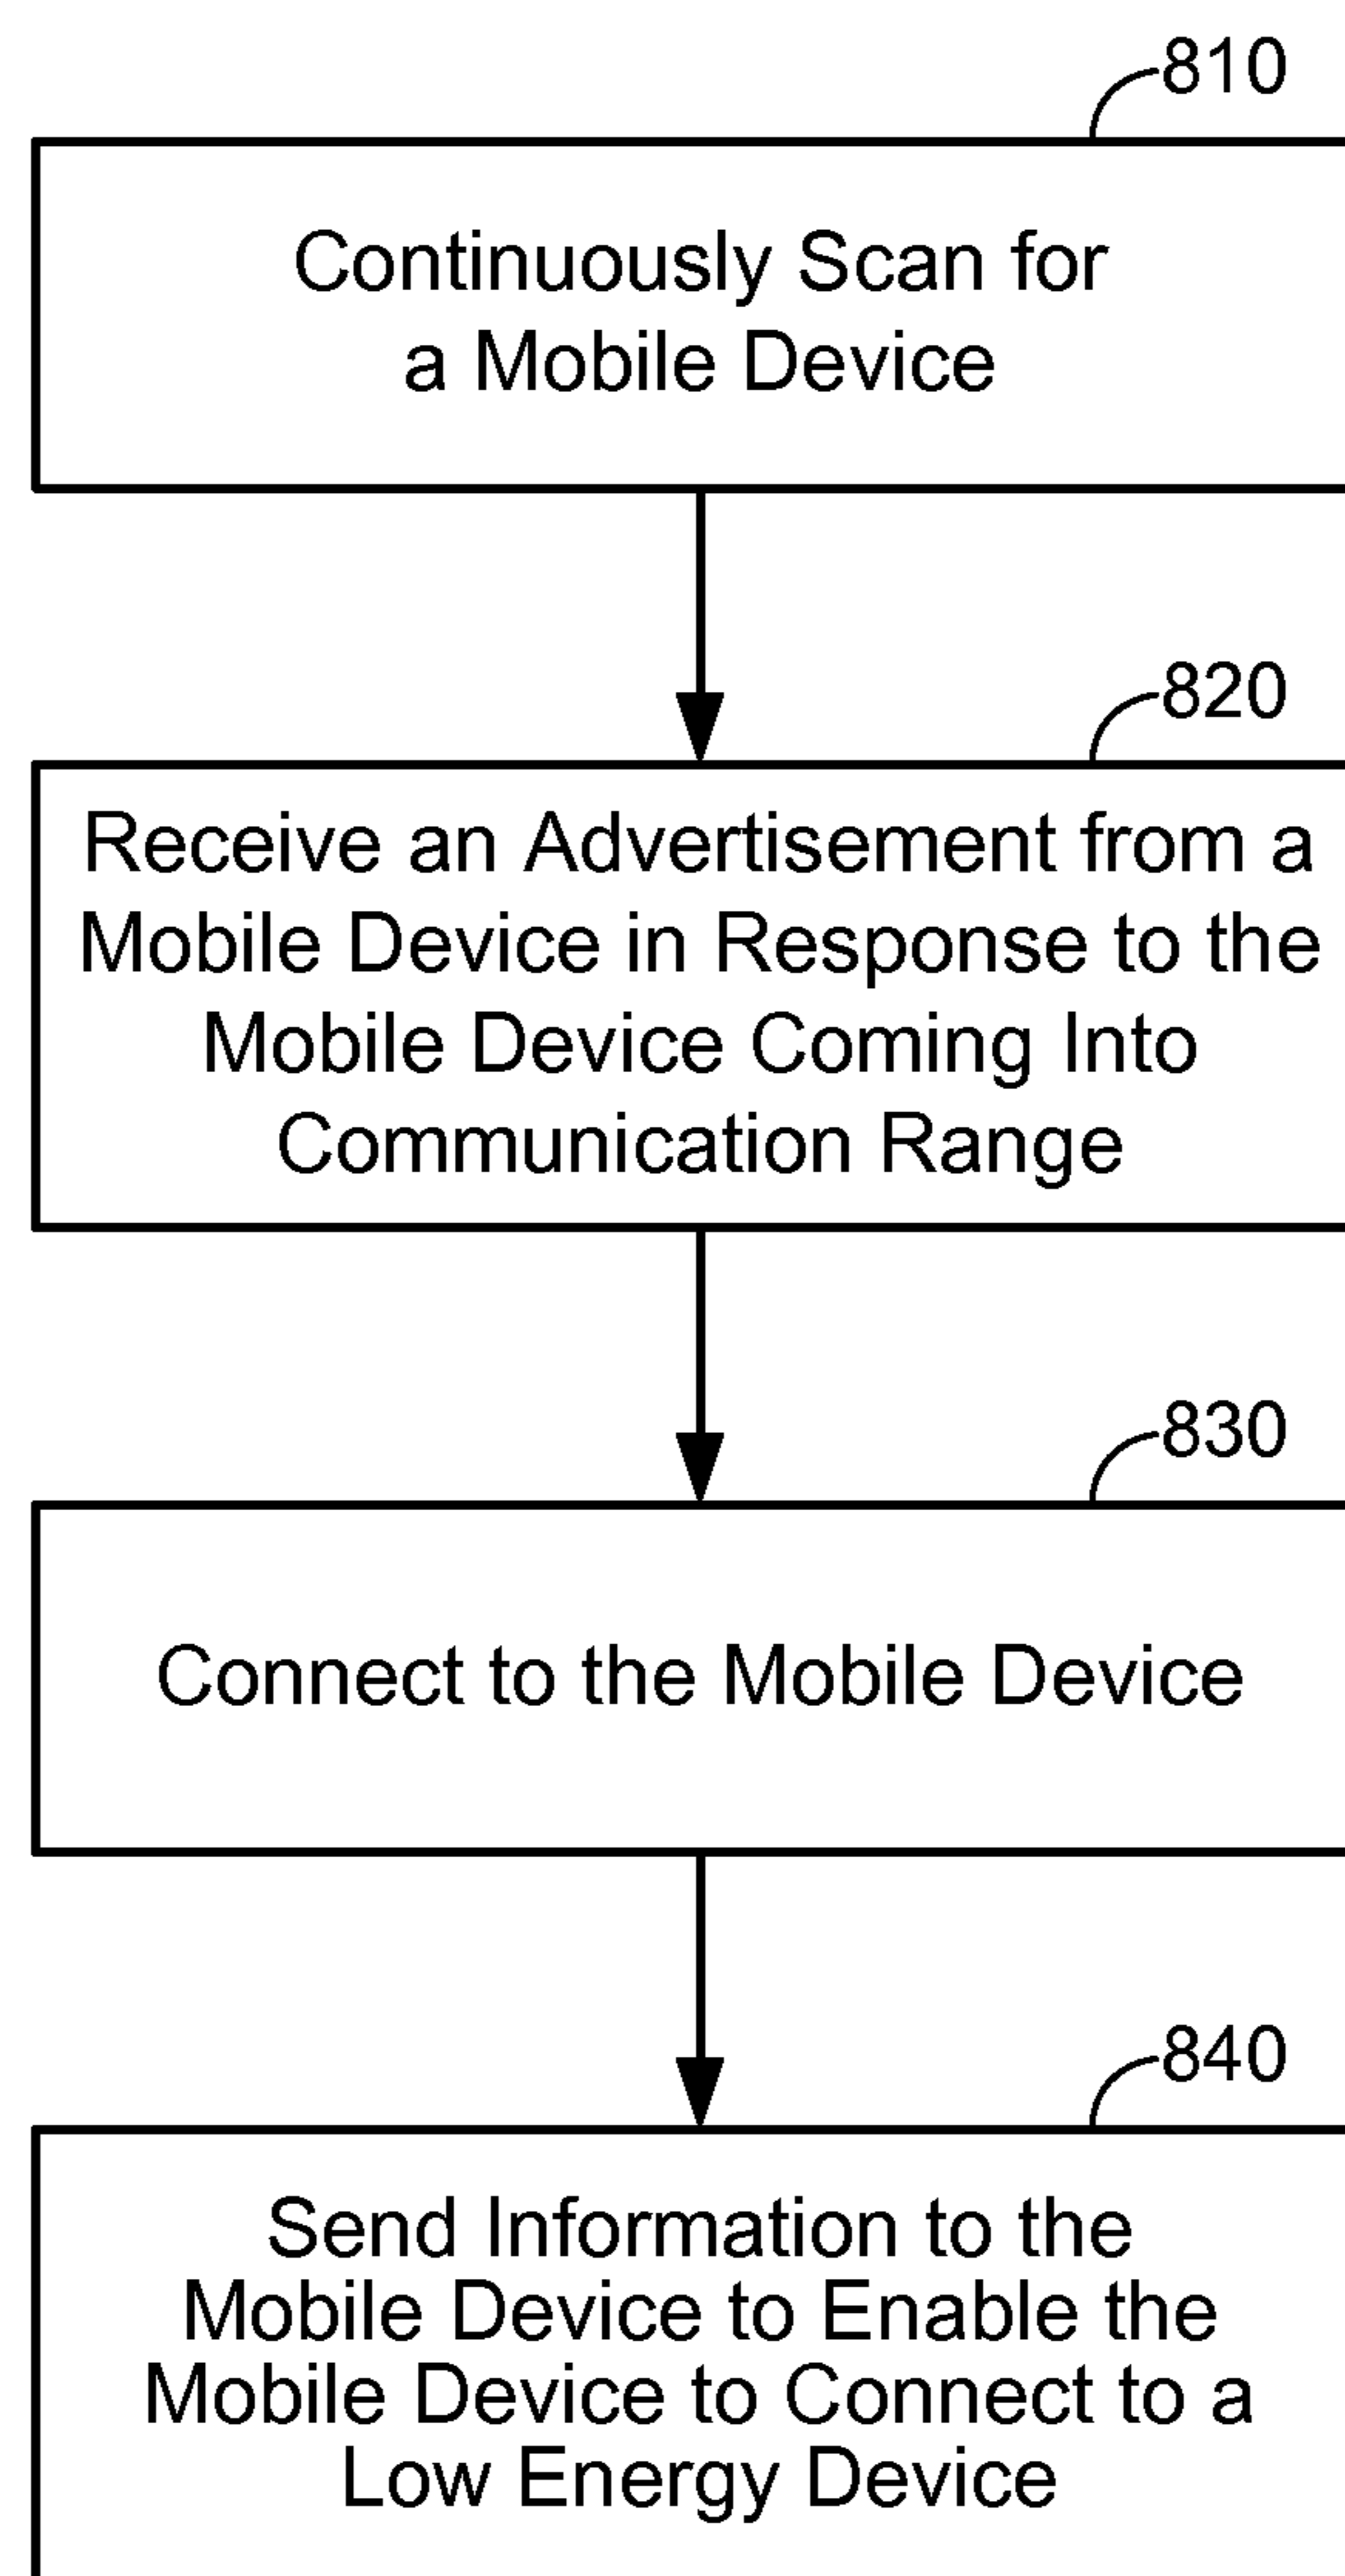 810
Continuously Scan for
a Mobile Device
820
Receive an Advertisement from a
Mobile Device in Response to the
Mobile Device Coming Into
Communication Range
830
Connect to the Mobile Device
840
Send Information to the
Mobile Device to Enable the
Mobile Device to Connect to a
Low Energy Device